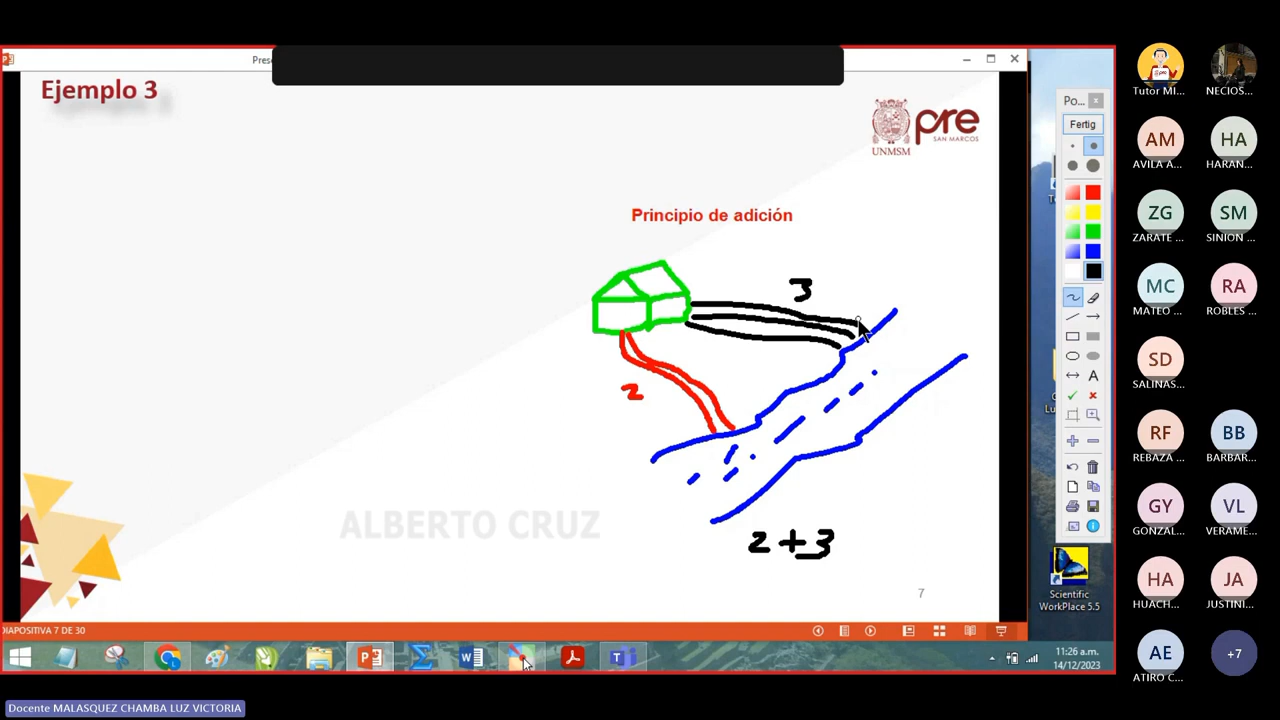 Prese
Ejemplo 3
UNMSM
pre
SAN MARCOS
Principio de adición
3
2
2 + 3
ALBERTO CRUZ
7
DIAPOSITIVA 7 DE 30
Po...
Fertig
A
Scientific
WorkPlace 5.5
11:26 a.m.
14/12/2023
Tutor MI...
NECIOS...
AM
AVILA A...
HA
HARAN...
ZG
ZARATE ...
SM
SINION ...
MC
MATEO ...
RA
ROBLES ...
SD
SALINAS...
RF
REBAZA ...
BB
BARBAR...
GY
GONZAL...
VL
VERAME...
HA
HUACH...
JA
JUSTINI...
AE
ATIRO C...
+7
Docente MALASQUEZ CHAMBA LUZ VICTORIA